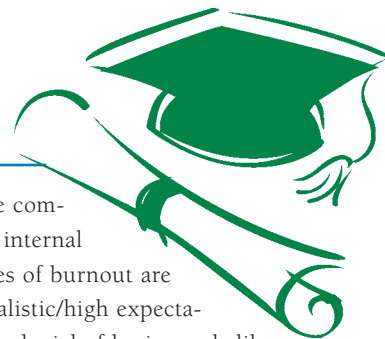 e com-
internal
es of burnout are
alistic/high expecta-